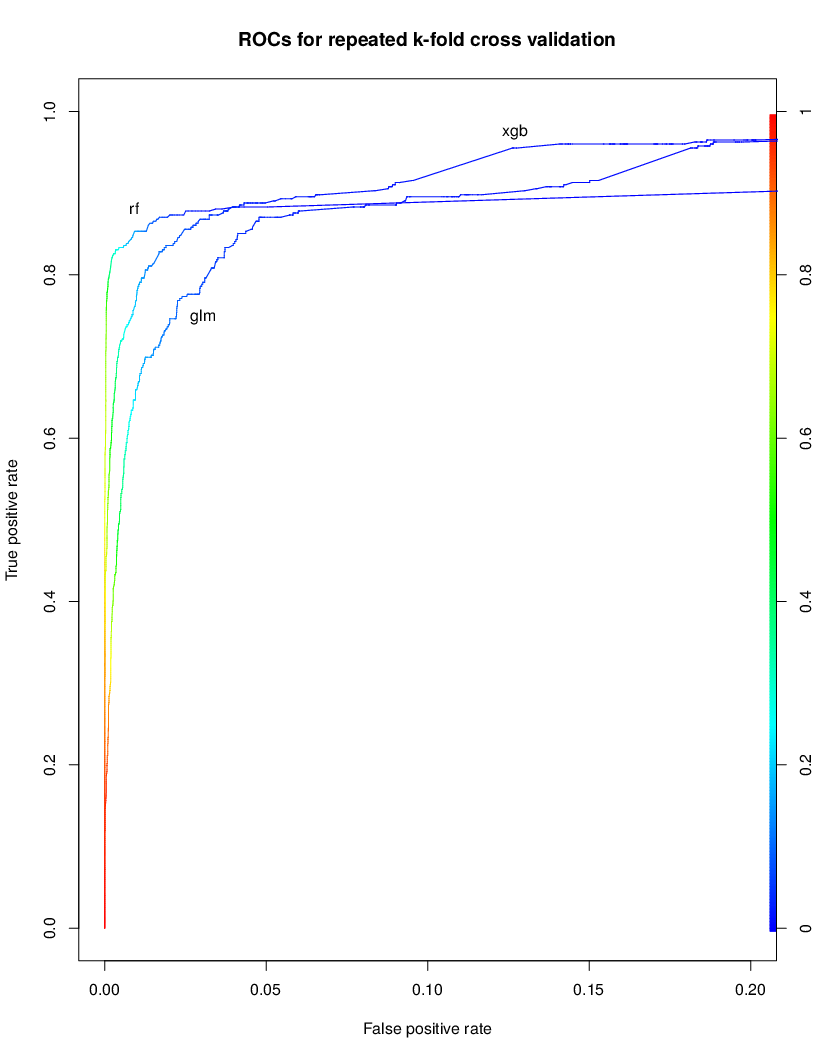 ROCs for repeated k-fold cross validation
True positive rate
1.0
0.8
0.6
0.4
0.2
0.0
xgb
rf
glm
1
0.8
0.6
0.4
0.2
0
0.00
0.05
0.10
0.15
0.20
False positive rate